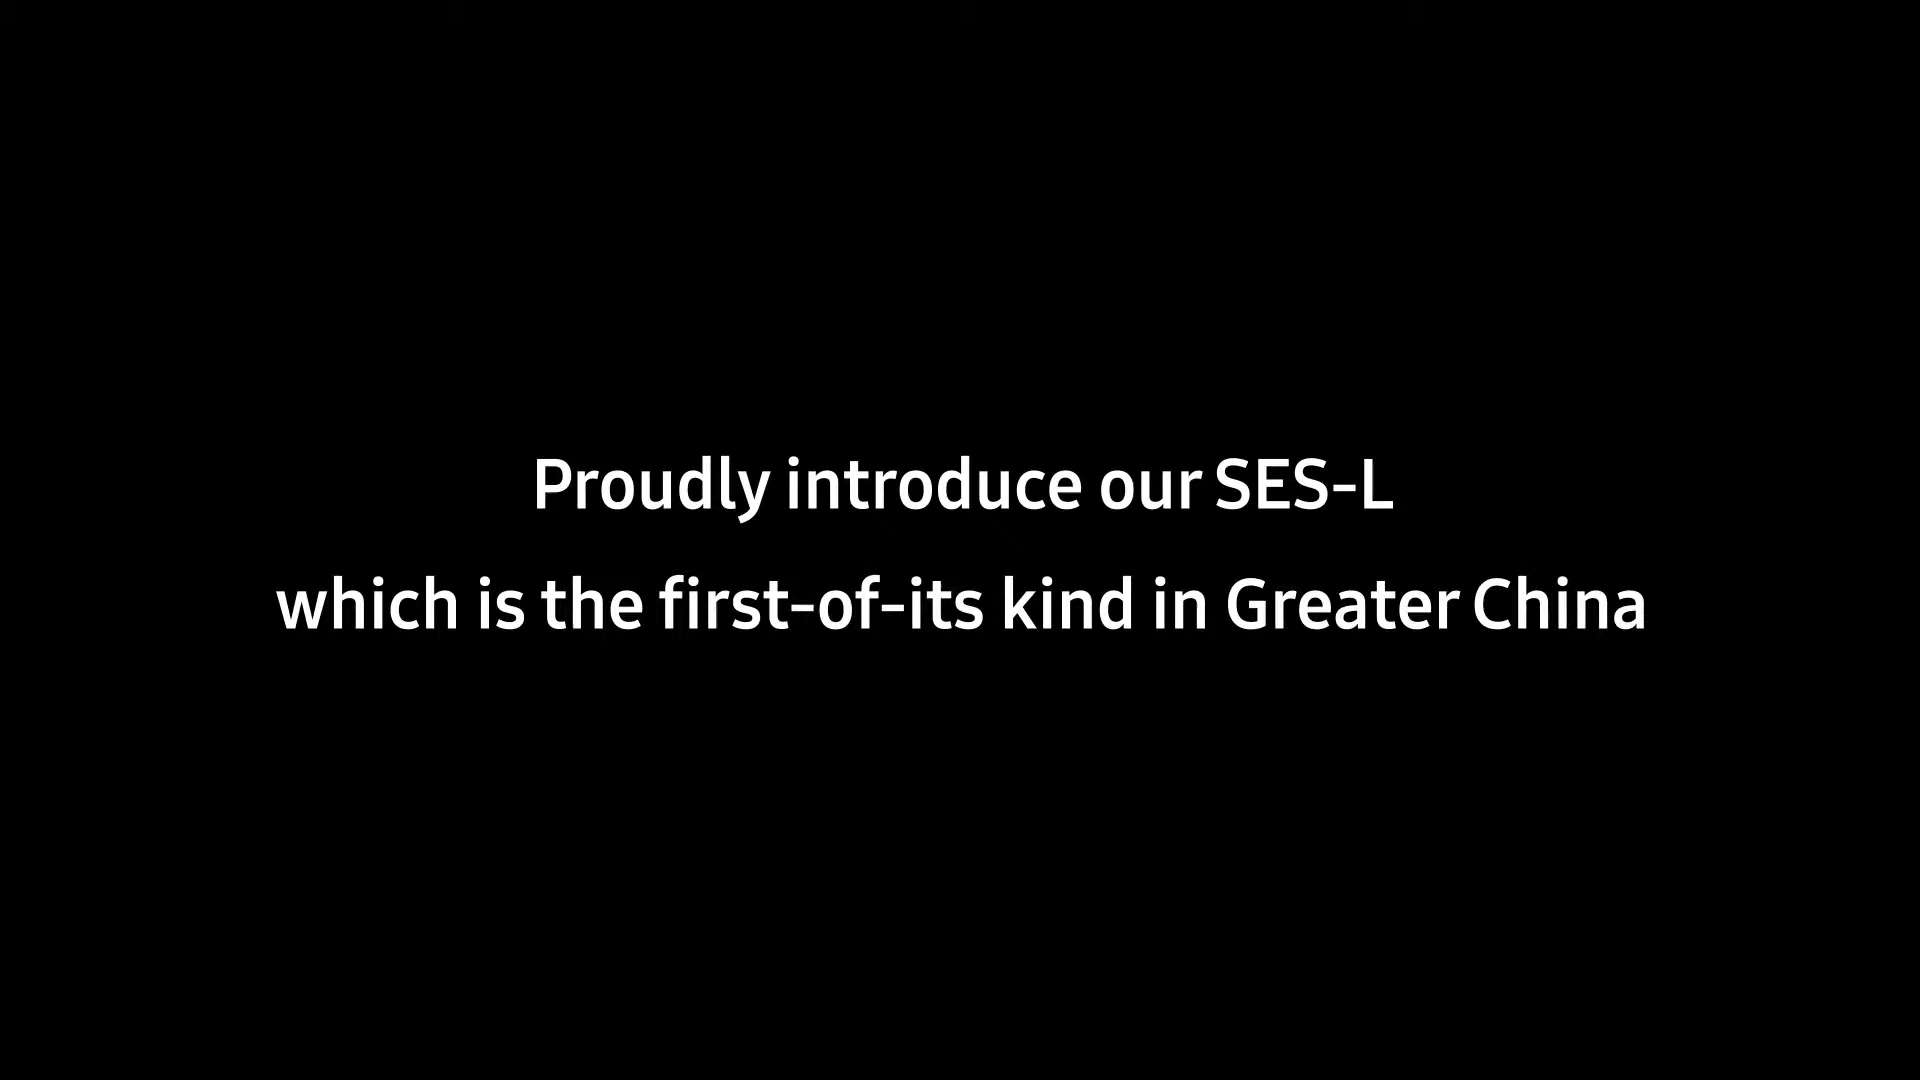 Proudly introduce our SES-L
which is the first-of-its kind in Greater China